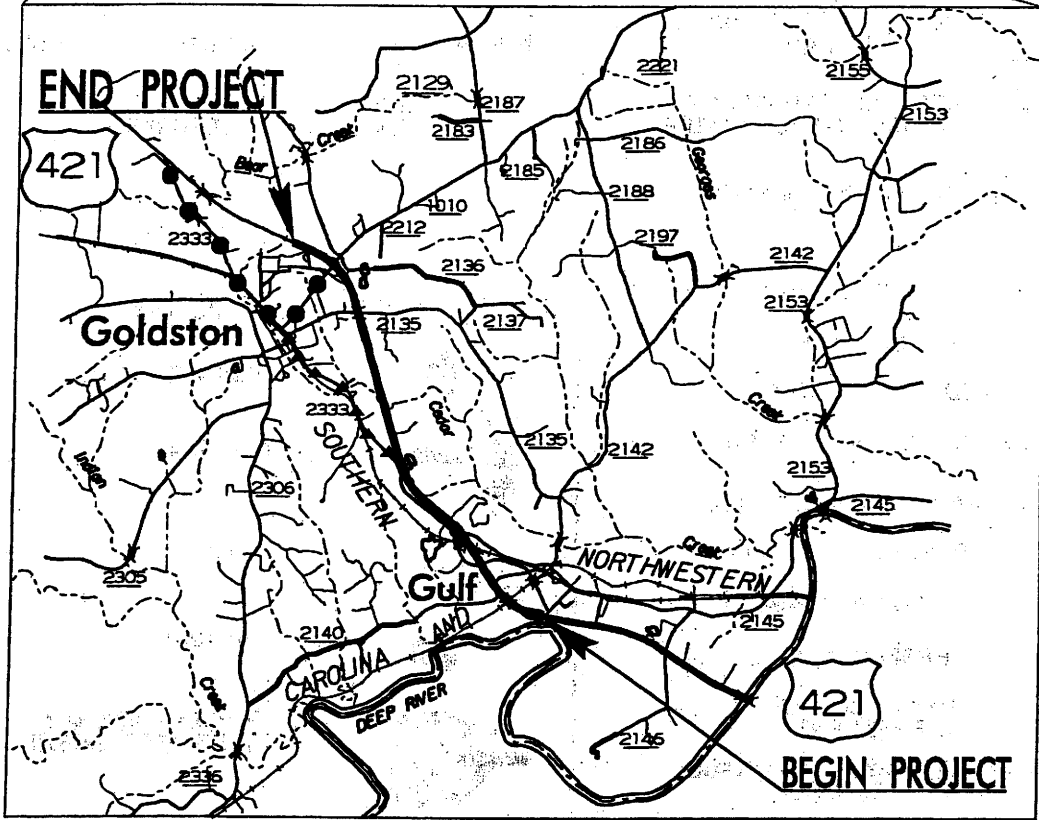 END PROJECT
421
2129
2187
2183
2221
2155
2153
2186
Creek
Bear
2185
Georges
2188
1010
2212
2197
2333
2136
2142
2153
Goldston
2135
2137
2333
Cedar
Creek
SOUTHERN
2135
2142
Indian
2306
2153
2145
Creek
NORTHWESTERN
2305
Gulf
2140
AND
2145
CAROLINA
Creek
DEEP RIVER
421
2146
2336
BEGIN PROJECT